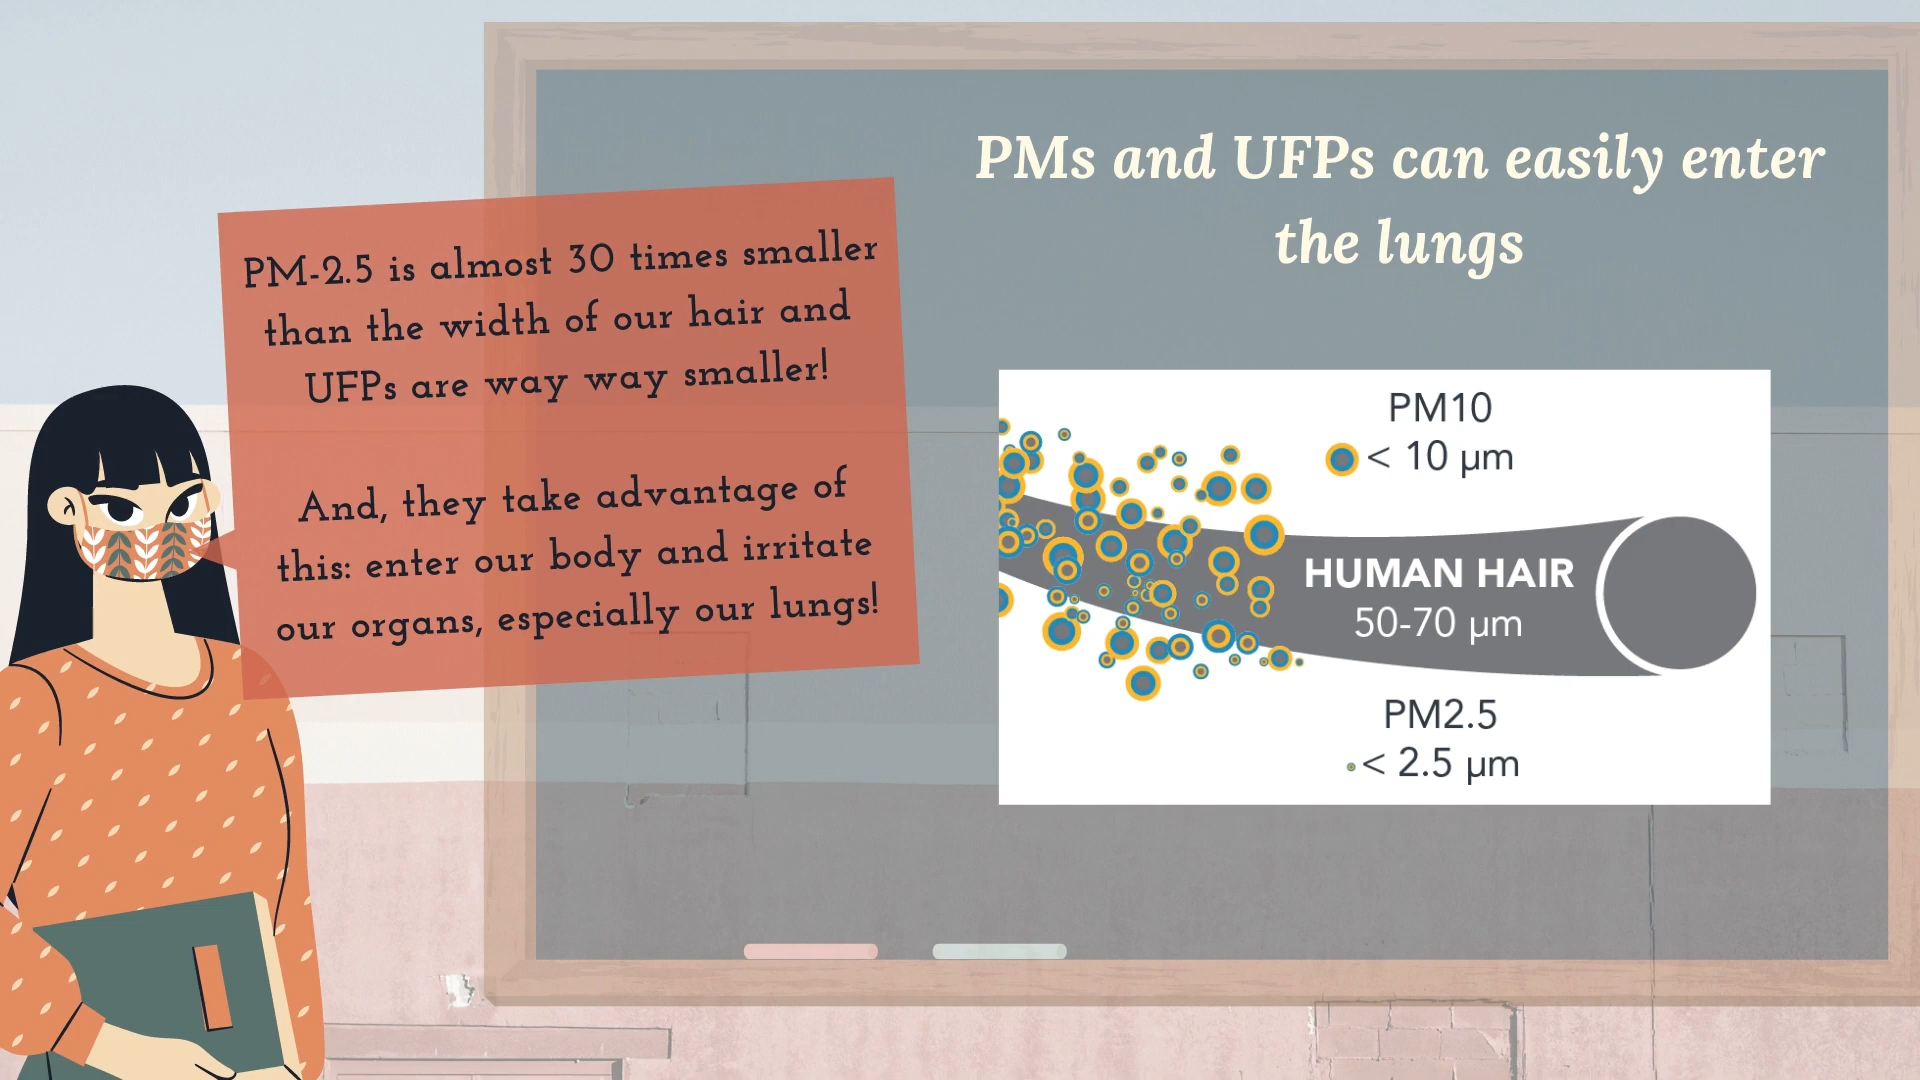 PMs and UFPs can easily enter
the lungs
PM-2.5 is almost 30 times smaller
than the width of our hair and
UFPs are way way smaller!
And, they take advantage of
this: enter our body and irritate
our organs, especially our lungs!
PM10
< 10 µm
HUMAN HAIR
50-70 µm
PM2.5
< 2.5 µm